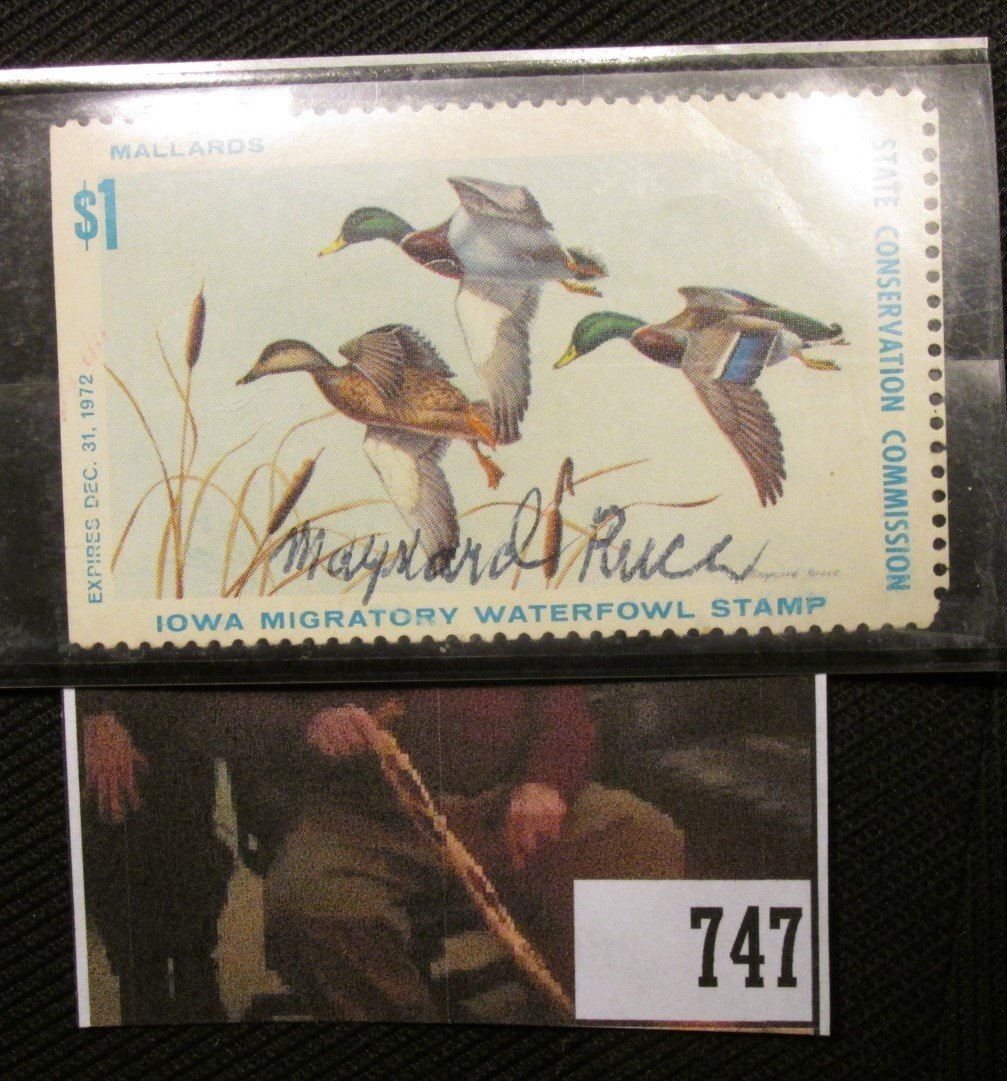 MALLARDS
$1
STATE CONSERVATION COMMISSION
EXPIRES DEC. 31, 1972
Maynard Reece
IOWA MIGRATORY WATERFOWL STAMP
747